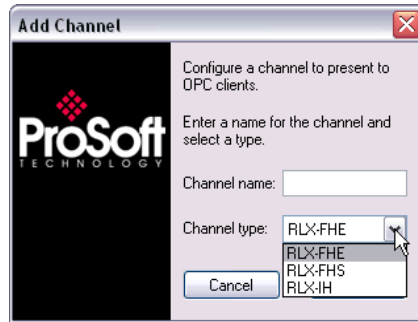 Add Channel
ProSoft
TECHNOLOGY
Configure a channel to present to
OPC clients.
Enter a name for the channel and
select a type.
Channel name:
Channel type:
RLX-FHE
RLX-FHE
RLX-FHS
RLX-IH
Cancel